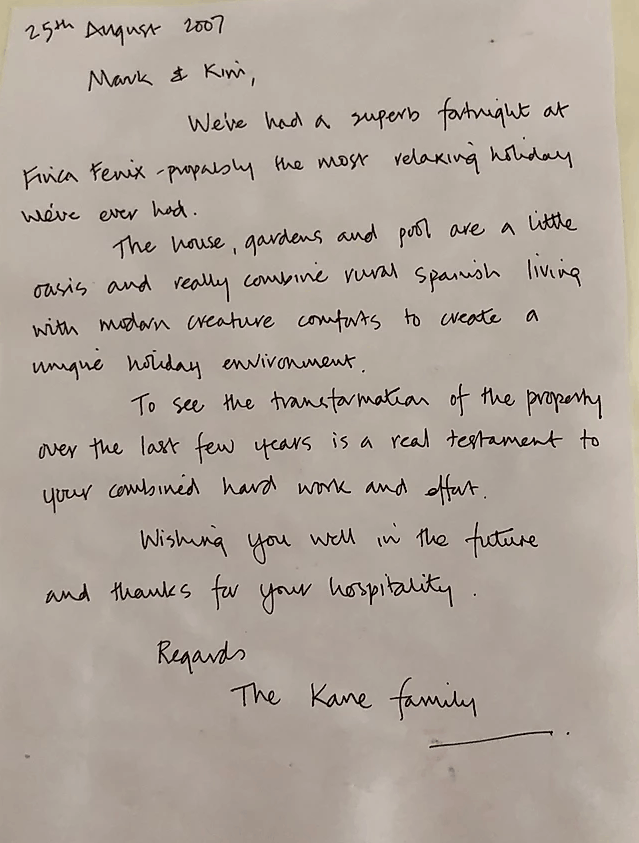 25th August 2007
Mark & Kim,
We've had a superb fortnight at
Finca Fenix - propably the most relaxing holiday
we've ever had.
The house, gardens and pool are a little
oasis and really combine rural spanish living
with modern creature comforts to create a
unique holiday environment.
To see the transformation of the property
over the last few years is a real testament to
your combined hard work and effort.
Wishing you well in the future
and thanks for your hospitality.
Regards
The Kane family